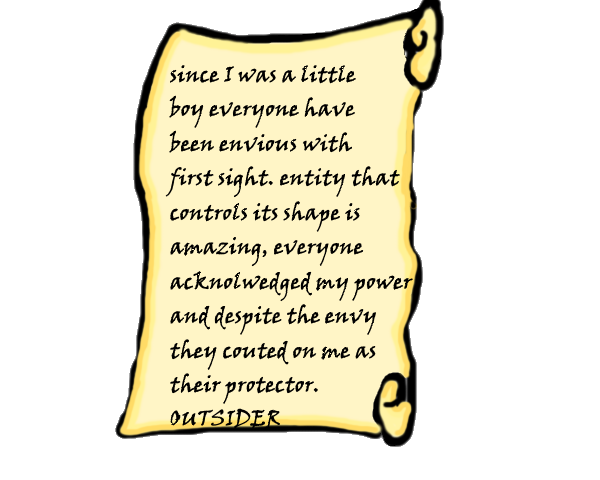 since I was a little
boy everyone have
been envious with
first sight. entity that
controls its shape is
amazing, everyone
acknolwedged my power
and despite the envy
they couted on me as
their protector.
OUTSIDER